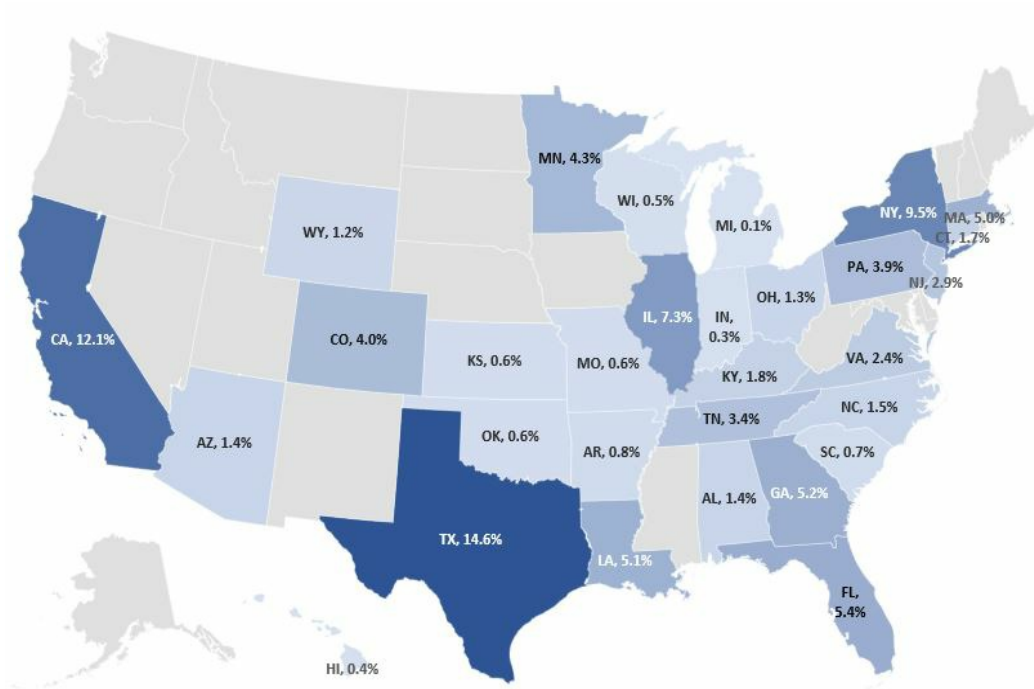 MN, 4.3%
WI, 0.5%
NY, 9.5%
MA, 5.0%
MI, 0.1%
WY, 1.2%
CT, 1.7%
PA, 3.9%
NJ, 2.9%
OH, 1.3%
IL, 7.3%
IN,
0.3%
CA, 12.1%
CO, 4.0%
VA, 2.4%
KS, 0.6%
MO, 0.6%
KY, 1.8%
NC, 1.5%
TN, 3.4%
AZ, 1.4%
OK, 0.6%
AR, 0.8%
SC, 0.7%
AL, 1.4%
GA, 5.2%
TX, 14.6%
LA, 5.1%
FL,
5.4%
HI, 0.4%